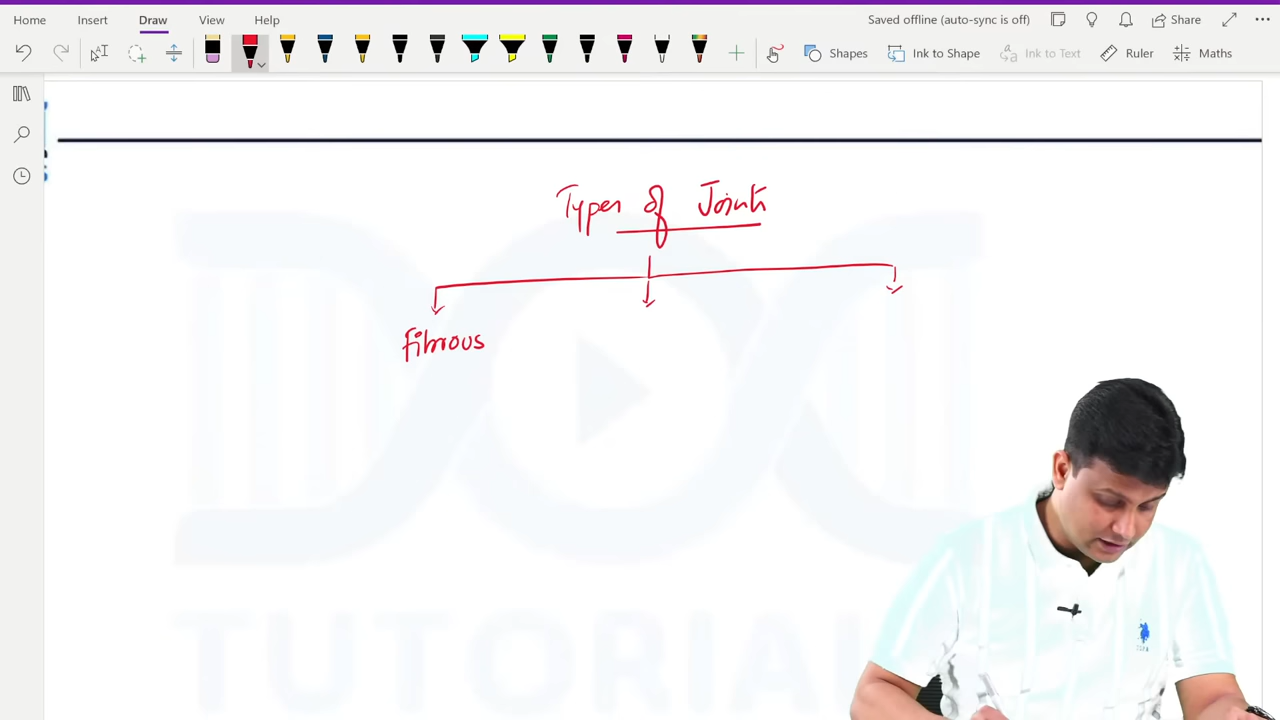 Home Insert Draw View Help Saved offline (auto-sync is off) Share
Shapes Ink to Shape Ink to Text Ruler Maths
Types of Joints
Fibrous
TUTORIAL